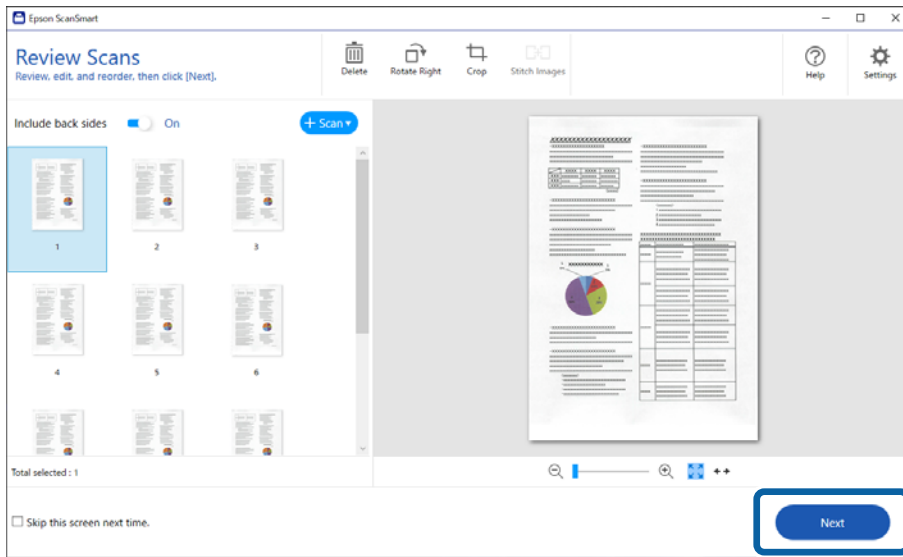 Epson ScanSmart
Review Scans
Review, edit, and reorder, then click [Next].
Delete
Rotate Right
Crop
Stitch Images
Help
Settings
Include back sides
On
+ Scan
1
2
3
4
5
6
Total selected : 1
Skip this screen next time.
Next